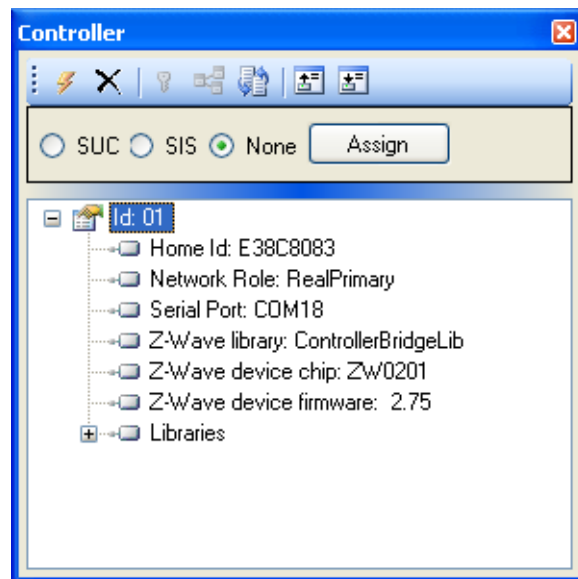 Controller
SUC SIS None Assign
Id: 01
Home Id: E38C8083
Network Role: RealPrimary
Serial Port: COM18
Z-Wave library: ControllerBridgeLib
Z-Wave device chip: ZW0201
Z-Wave device firmware:  2.75
Libraries